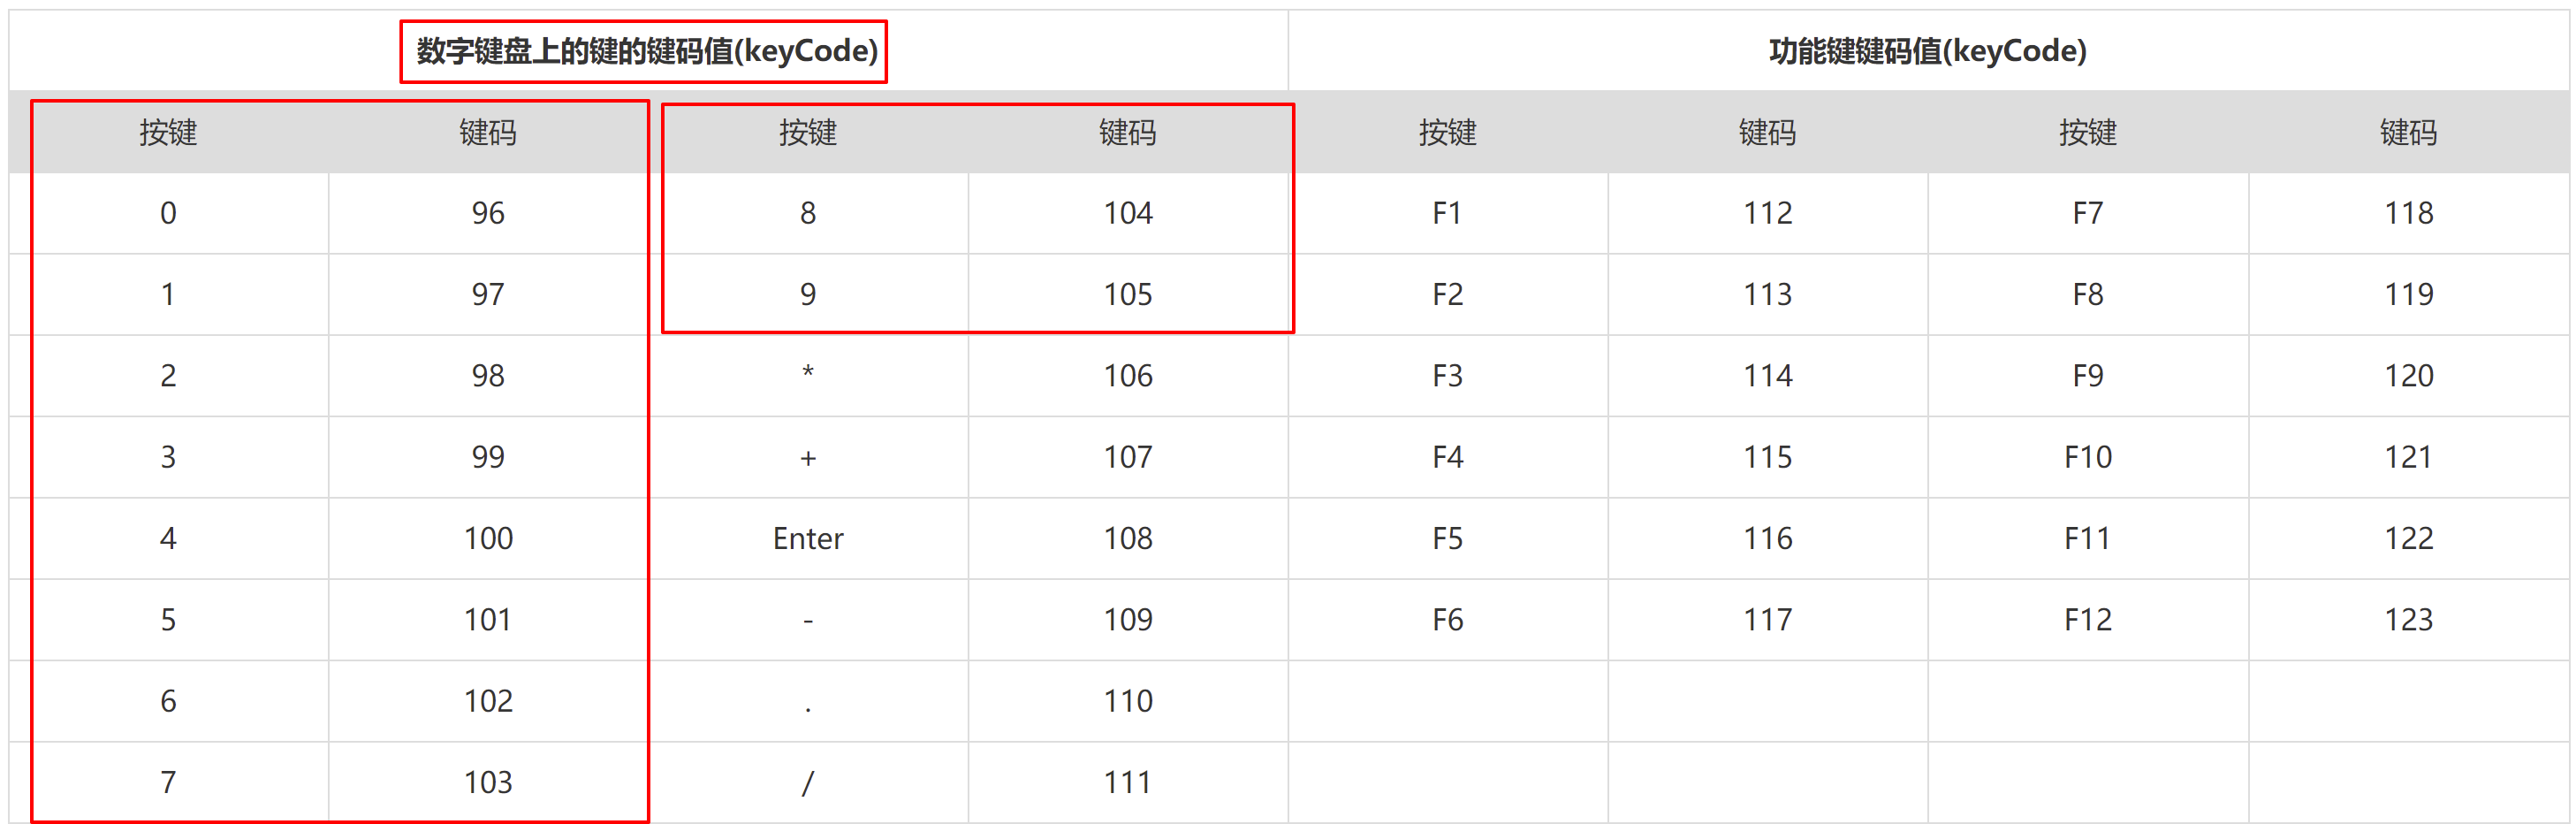 数字键盘上的键的键码值(keyCode) 功能键键码值(keyCode)
按键 键码 按键 键码 按键 键码 按键 键码
0 96 8 104 F1 112 F7 118
1 97 9 105 F2 113 F8 119
2 98 * 106 F3 114 F9 120
3 99 + 107 F4 115 F10 121
4 100 Enter 108 F5 116 F11 122
5 101 - 109 F6 117 F12 123
6 102 . 110
7 103 / 111